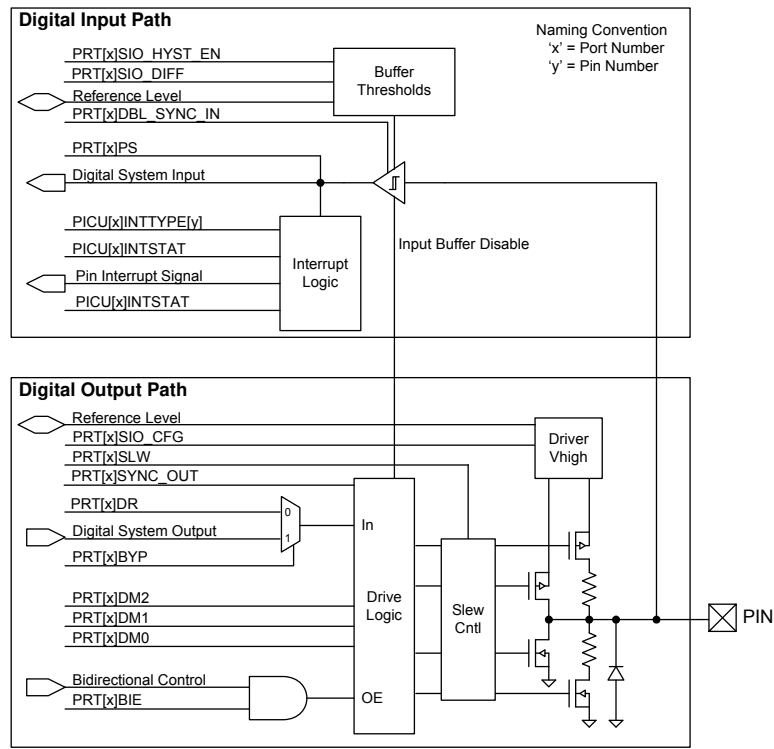 Digital Input Path
Naming Convention
'x' = Port Number
'y' = Pin Number
PRT[x]SIO_HYST_EN
PRT[x]SIO_DIFF
Reference Level
PRT[x]DBL_SYNC_IN
Buffer
Thresholds
PRT[x]PS
Digital System Input
PICU[x]INTTYPE[y]
PICU[x]INTSTAT
Pin Interrupt Signal
PICU[x]INTSTAT
Interrupt
Logic
Input Buffer Disable
Digital Output Path
Reference Level
PRT[x]SIO_CFG
PRT[x]SLW
PRT[x]SYNC_OUT
Driver
Vhigh
PRT[x]DR
Digital System Output
PRT[x]BYP
0
1
In
PRT[x]DM2
PRT[x]DM1
PRT[x]DM0
Drive
Logic
Slew
Cntl
PIN
Bidirectional Control
PRT[x]BIE
OE